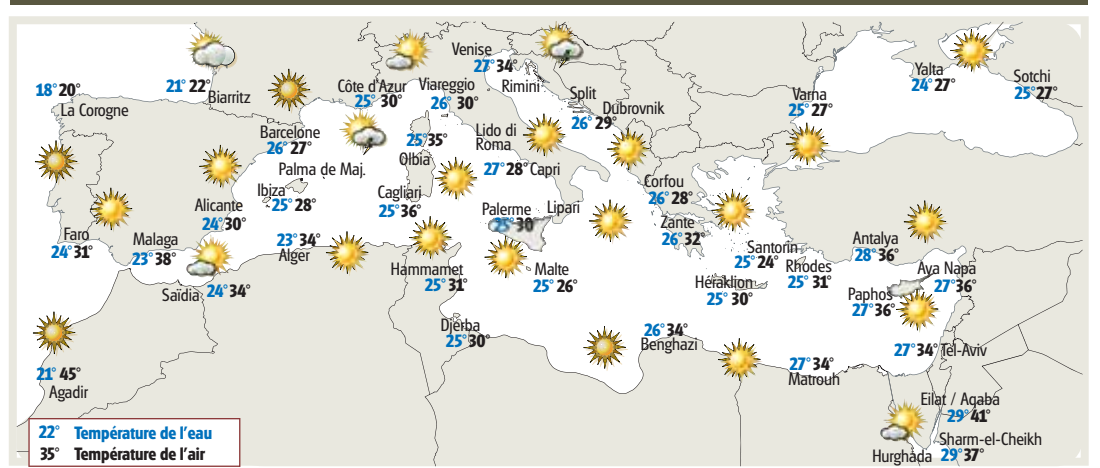 Venise
27° 34°
Rimini
21° 22°
Biarritz
18° 20°
La Corogne
Côte d'Azur
25° 30°
Viareggio
26° 30°
Split
26° 29°
Dubrovnik
Varna
25° 27°
Yalta
24° 27°
Sotchi
25° 27°
Barcelone
26° 27°
25° 35°
Olbia
Lido di
Roma
27° 28° Capri
Palma de Maj.
Ibiza
25° 28°
Cagliari
25° 36°
Alicante
24° 30°
Palerme
25° 30
Lipari
Corfou
26° 28°
Zante
26° 32°
Faro
24° 31°
Malaga
23° 38°
23° 34°
Alger
Santorin
25° 24°
Rhodes
25° 31°
Antalya
28° 36°
Saïdia
24° 34°
Hammamet
25° 31°
Malte
25° 26°
Héraklion
25° 30°
Aya Napa
27° 36°
Paphos
27° 36°
Djerba
25° 30°
26° 34°
Benghazi
27° 34°
Matrouh
27° 34° Tel-Aviv
21° 45°
Agadir
Eilat / Aqaba
29° 41°
Sharm-el-Cheikh
Hurghada
29° 37°
22° Température de l'eau
35° Température de l'air